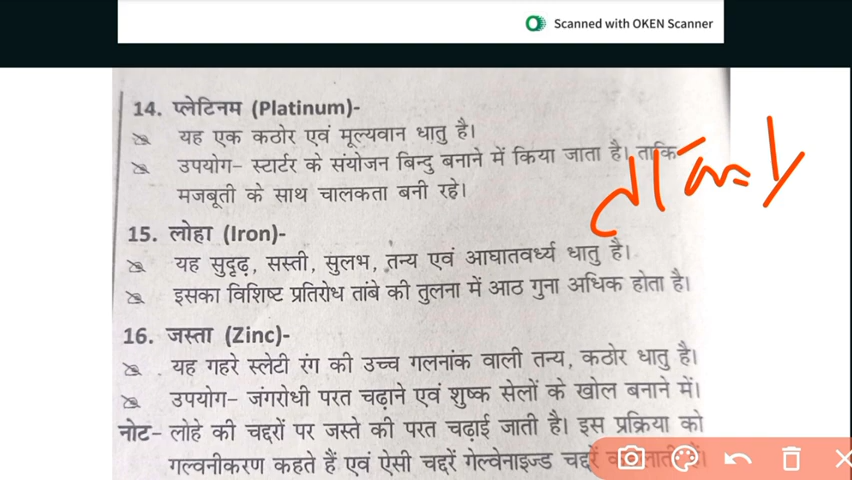 Scanned with OKEN Scanner
14. प्लेटिनम (Platinum)-
यह एक कठोर एवं मूल्यवान धातु है।
उपयोग– स्टार्टर के संयोजन बिन्दु बनाने में किया जाता है। ताकि
मजबूती के साथ चालकता बनी रहे।
15. लोहा (Iron)-
यह सुदृढ़, सस्ती, सुलभ, तन्य एवं आघातवर्ध्य धातु है।
इसका विशिष्ट प्रतिरोध तांबे की तुलना में आठ गुना अधिक होता है।
16. जस्ता (Zinc)-
यह गहरे स्लेटी रंग की उच्च गलनांक वाली तन्य, कठोर धातु है।
उपयोग– जंगरोधी परत चढ़ाने एवं शुष्क सेलों के खोल बनाने में।
नोट– लोहे की चद्दरों पर जस्ते की परत चढ़ाई जाती है। इस प्रक्रिया को
गल्वनीकरण कहते हैं एवं ऐसी चद्दरें गेल्वेनाइज्ड चद्दरें